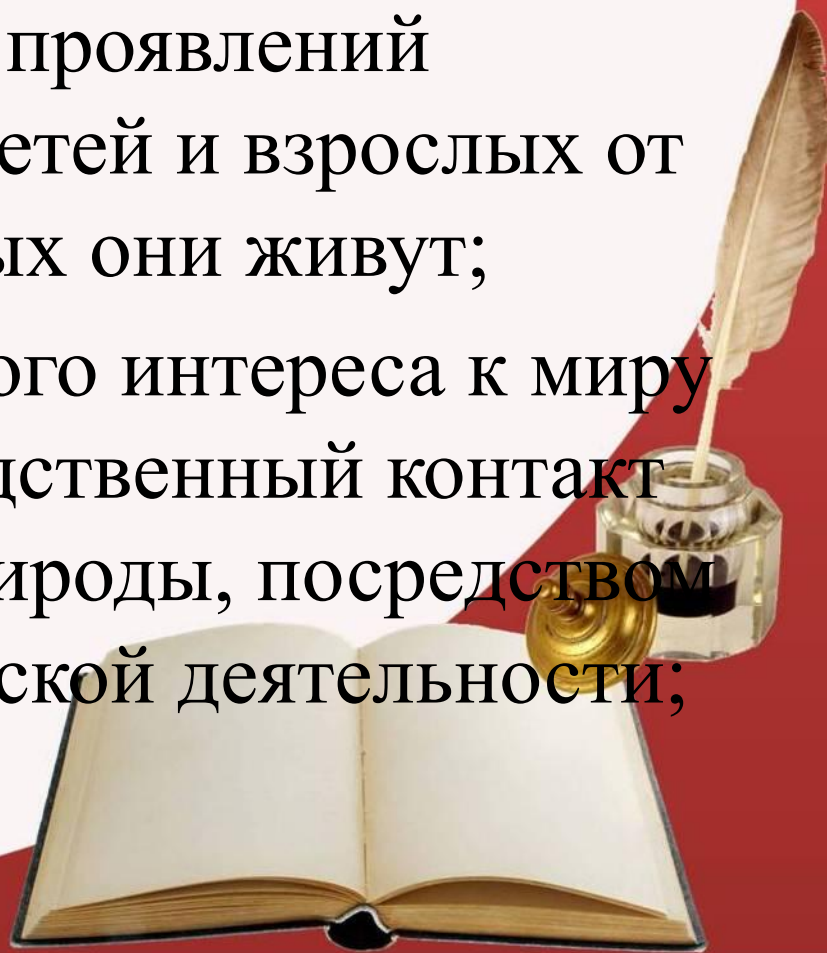 проявлений
етей и взрослых от
ых они живут;
ого интереса к миру
дственный контакт
ироды, посредством
ской деятельности;